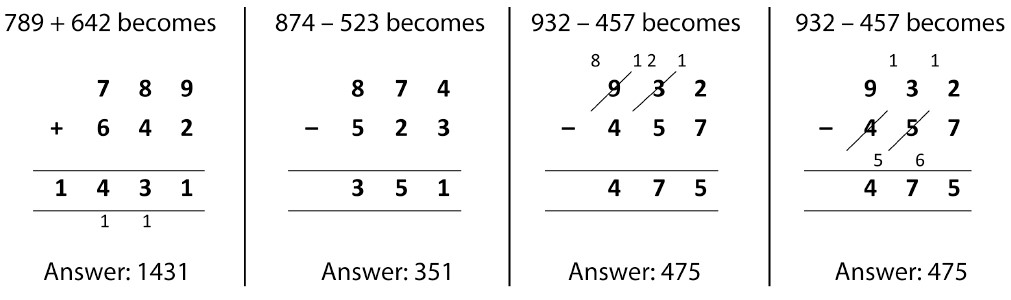 789 + 642 becomes
7 8 9
+ 6 4 2
1 4 3 1
1 1
Answer: 1431
874 – 523 becomes
8 7 4
– 5 2 3
3 5 1
Answer: 351
932 – 457 becomes
8 1 2 1
9 3 2
– 4 5 7
4 7 5
Answer: 475
932 – 457 becomes
1 1
9 3 2
– 4 5 7
5 6
4 7 5
Answer: 475